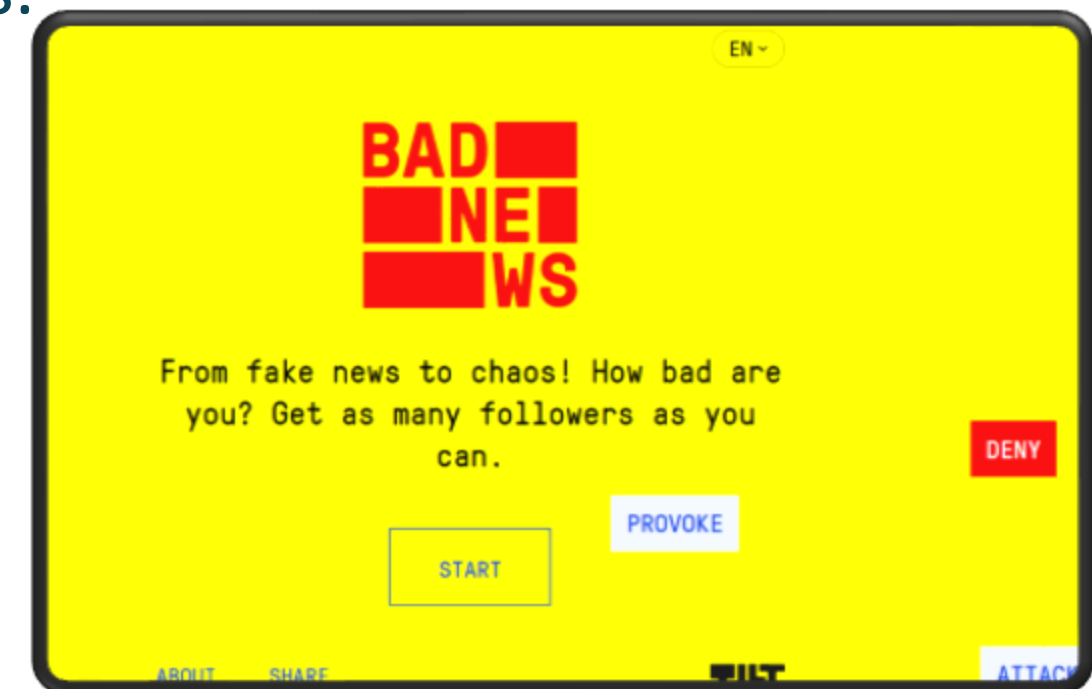 EN
BAD
NE
WS
From fake news to chaos! How bad are
you? Get as many followers as you
can.
DENY
PROVOKE
START
ABOUT SHARE
TILT
ATTACK